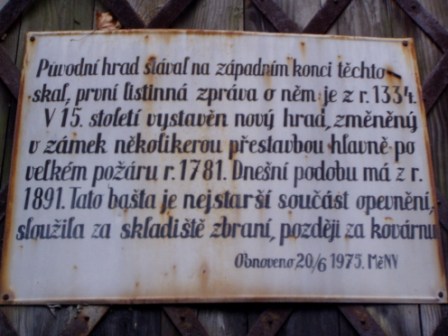 Původní hrad stával na západním konci těchto
skal, první listinná zpráva o něm je z r. 1334.
V 15. století vystavěn nový hrad, změněný
v zámek několikerou přestavbou hlavně po
velkém požáru r. 1781. Dnešní podobu má z r.
1891. Tato bašta je nejstarší součást opevnění,
sloužila za skladiště zbraní, později za kovárnu
Obnoveno 20/6 1975. MěNV